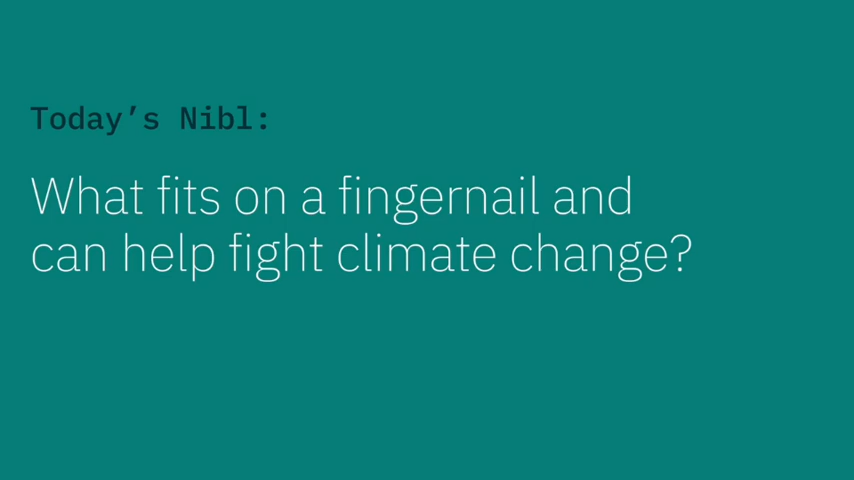 Today’s Nibl:
What fits on a fingernail and
can help fight climate change?